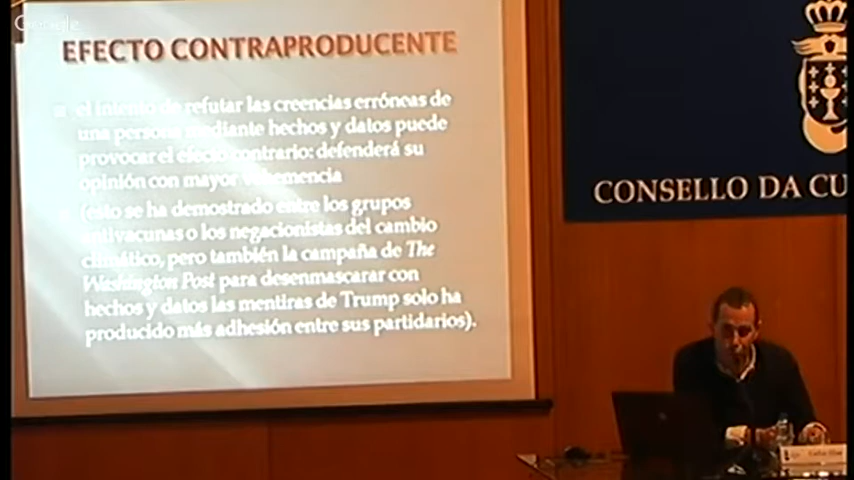 Google
EFECTO CONTRAPRODUCENTE
el intento de refutar las creencias erróneas de
una persona mediante hechos y datos puede
provocar el efecto contrario: defenderá su
opinión con mayor vehemencia
(esto se ha demostrado entre los grupos
antivacunas o los negacionistas del cambio
climático, pero también la campaña de The
Washington Post para desenmascarar con
hechos y datos las mentiras de Trump solo ha
producido más adhesión entre sus partidarios).
CONSELLO DA CU